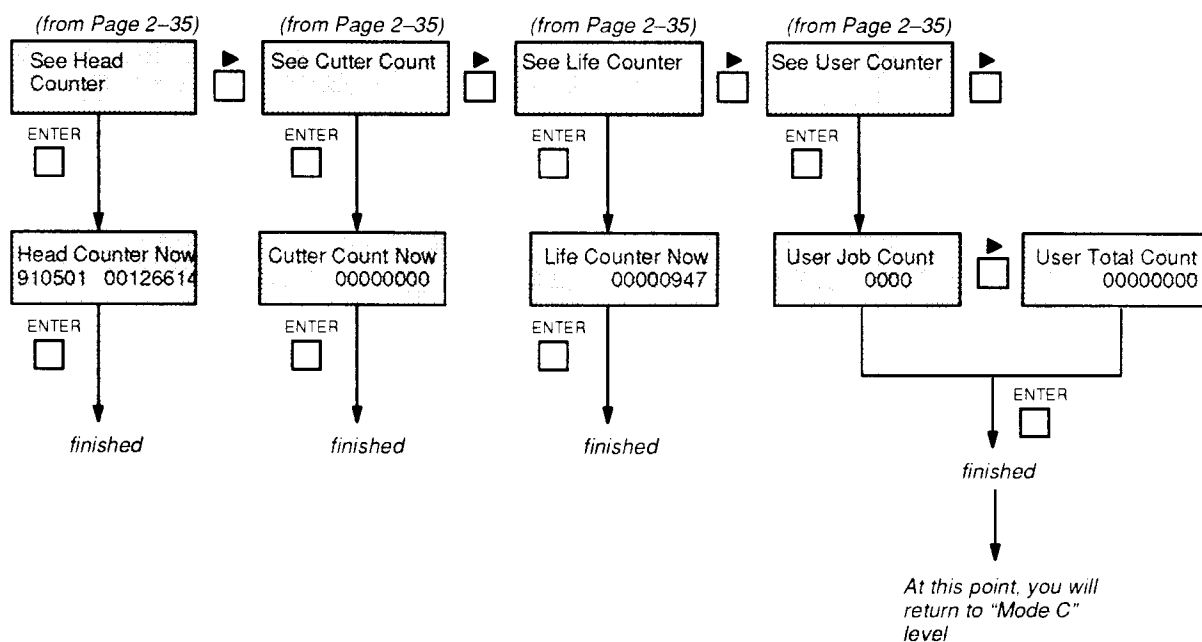 (from Page 2–35)
See Head
Counter
ENTER
Head Counter Now
910501 00126614
ENTER
finished
(from Page 2–35)
See Cutter Count
ENTER
Cutter Count Now
00000000
ENTER
finished
(from Page 2–35)
See Life Counter
ENTER
Life Counter Now
00000947
ENTER
finished
(from Page 2–35)
See User Counter
ENTER
User Job Count
0000
User Total Count
00000000
ENTER
finished
At this point, you will
return to “Mode C”
level